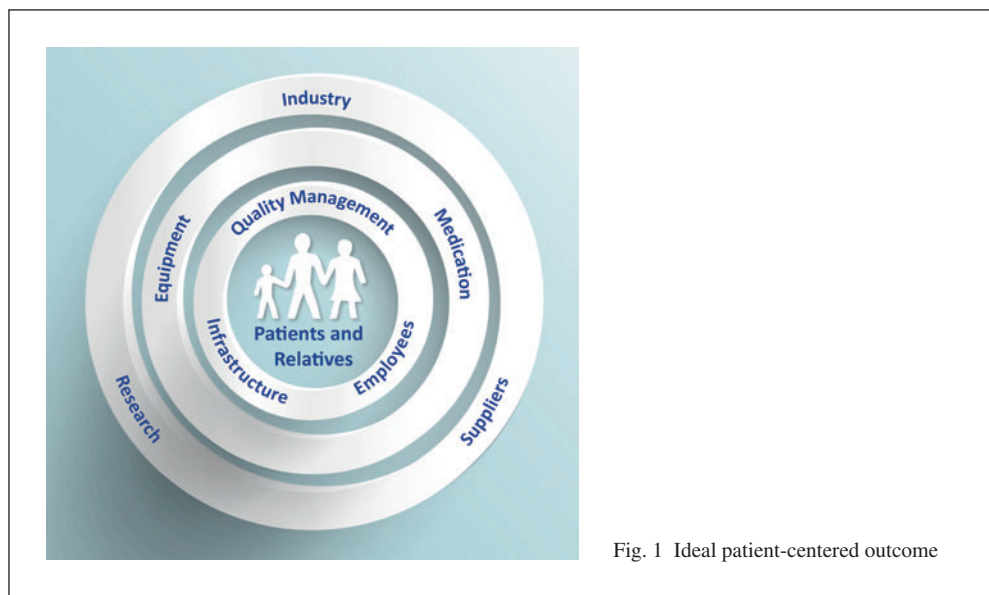 Industry
Equipment
Medication
Quality Management
Patients and
Relatives
Infrastructure
Employees
Research
Suppliers
Fig. 1 Ideal patient-centered outcome